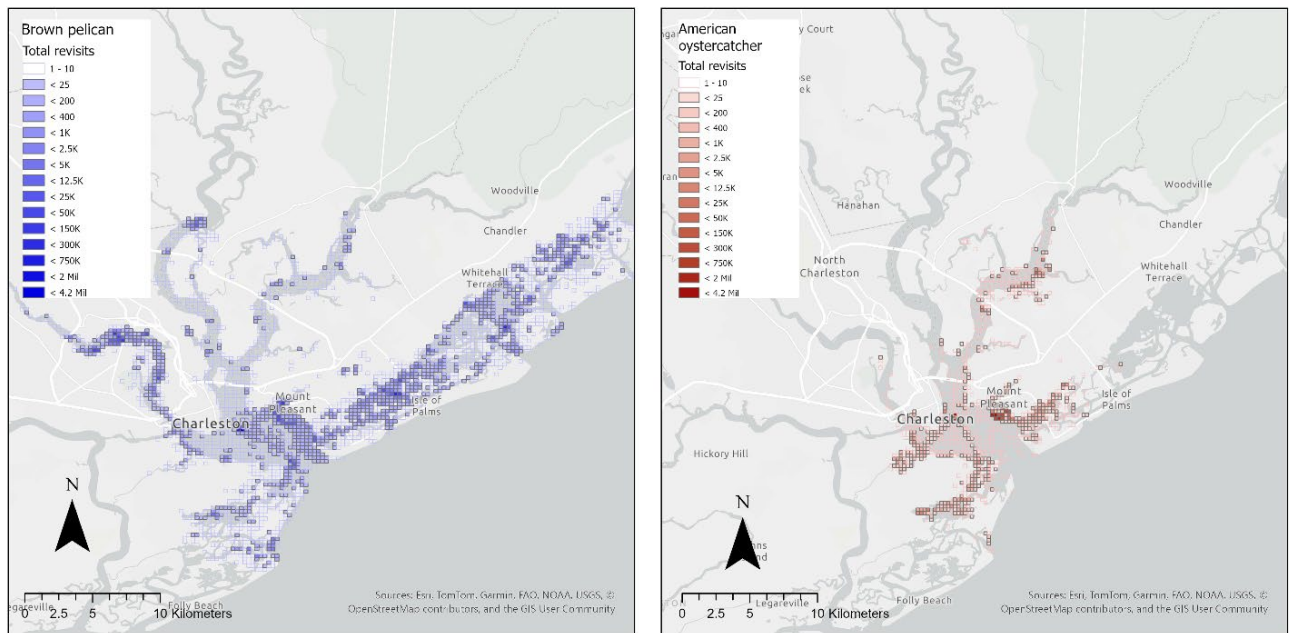 Brown pelican
Total revisits
1 - 10
< 25
< 200
< 400
< 1K
< 2.5K
< 5K
< 12.5K
< 25K
< 50K
< 150K
< 300K
< 750K
< 2 Mil
< 4.2 Mil
Woodville
Chandler
Whitehall
Terrace
Isle of
Palms
Mount
Pleasant
Charleston
N
0 2.5 5 10 Kilometers
Legareville
Folly Beach
Sources: Esri, TomTom, Garmin, FAO, NOAA, USGS, ©
OpenStreetMap contributors, and the GIS User Community
American
oystercatcher
Total revisits
1 - 10
< 25
< 200
< 400
< 1K
< 2.5K
< 5K
< 12.5K
< 25K
< 50K
< 150K
< 300K
< 750K
< 2 Mil
< 4.2 Mil
y Court
Hanahan
North
Charleston
Woodville
Chandler
Whitehall
Terrace
Isle of
Palms
Mount
Pleasant
Charleston
Hickory Hill
N
0 2.5 5 10 Kilometers
Legareville
Folly Beach
Sources: Esri, TomTom, Garmin, FAO, NOAA, USGS, ©
OpenStreetMap contributors, and the GIS User Community